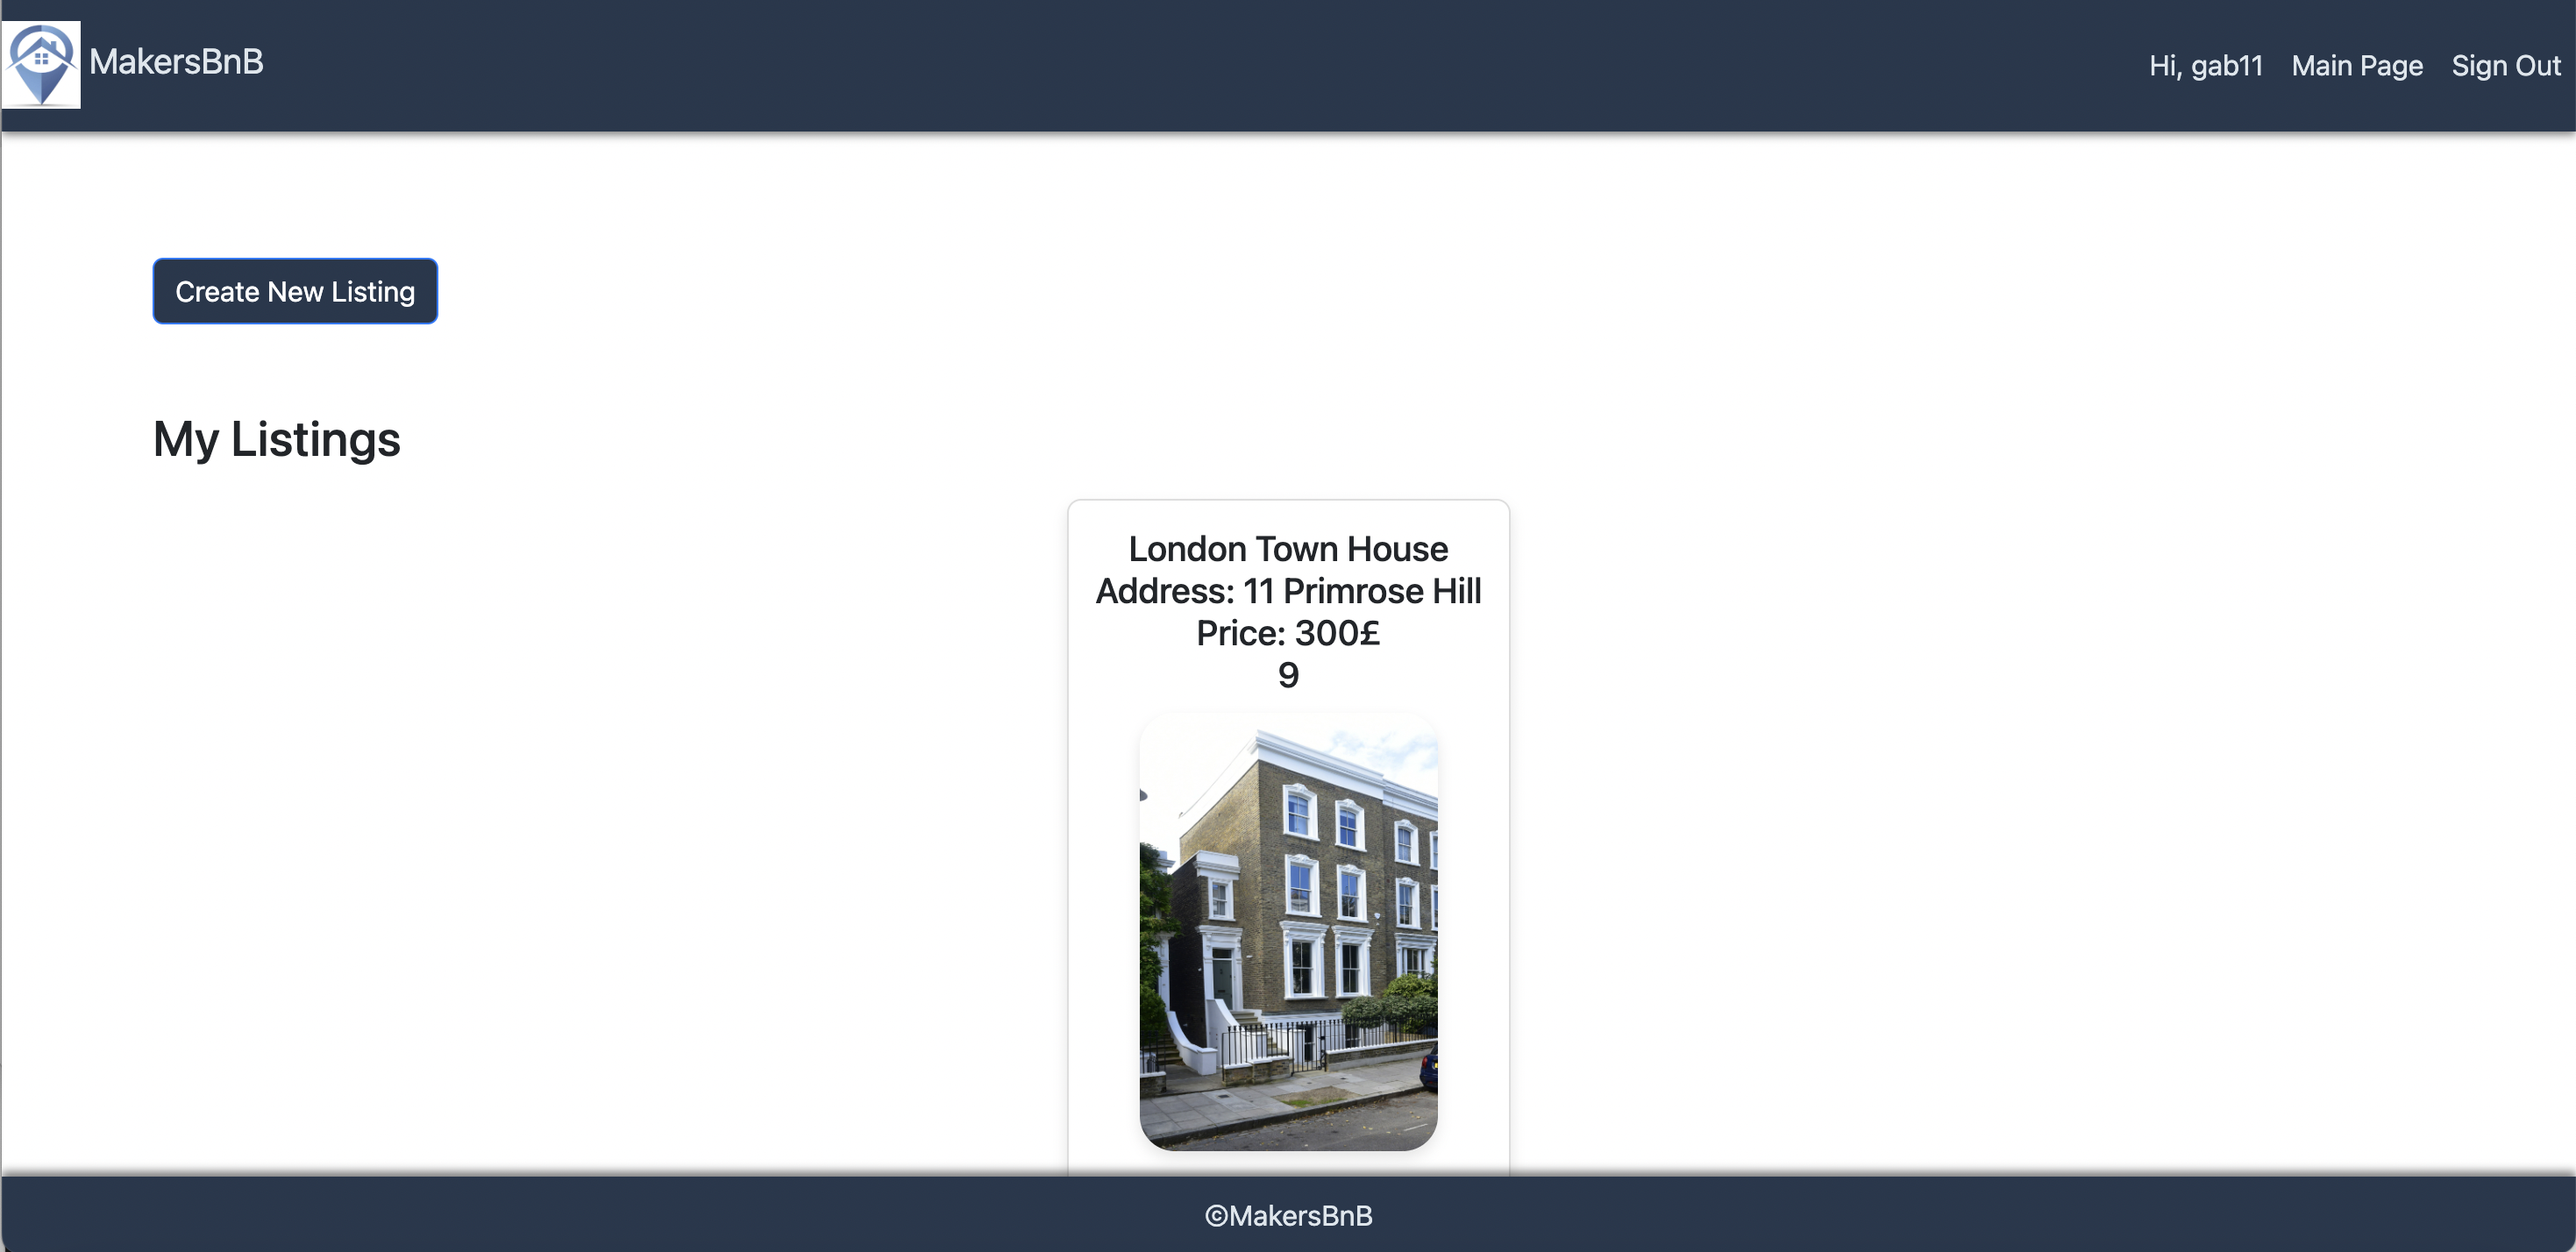 MakersBnB
Hi, gab11
Main Page
Sign Out
Create New Listing
My Listings
London Town House
Address: 11 Primrose Hill
Price: 300£
9
©MakersBnB